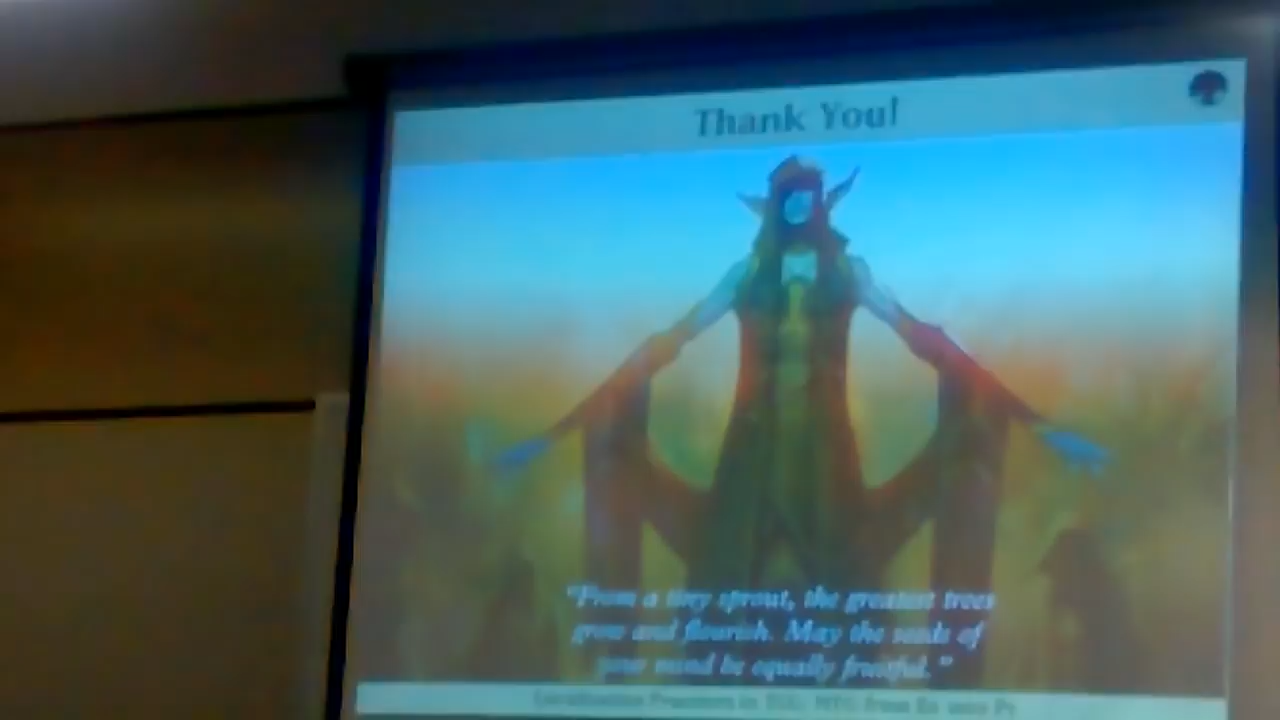 Thank You!
"From a tiny sprout, the greatest trees
grow and flourish. May the seeds of
your mind be equally fruitful."